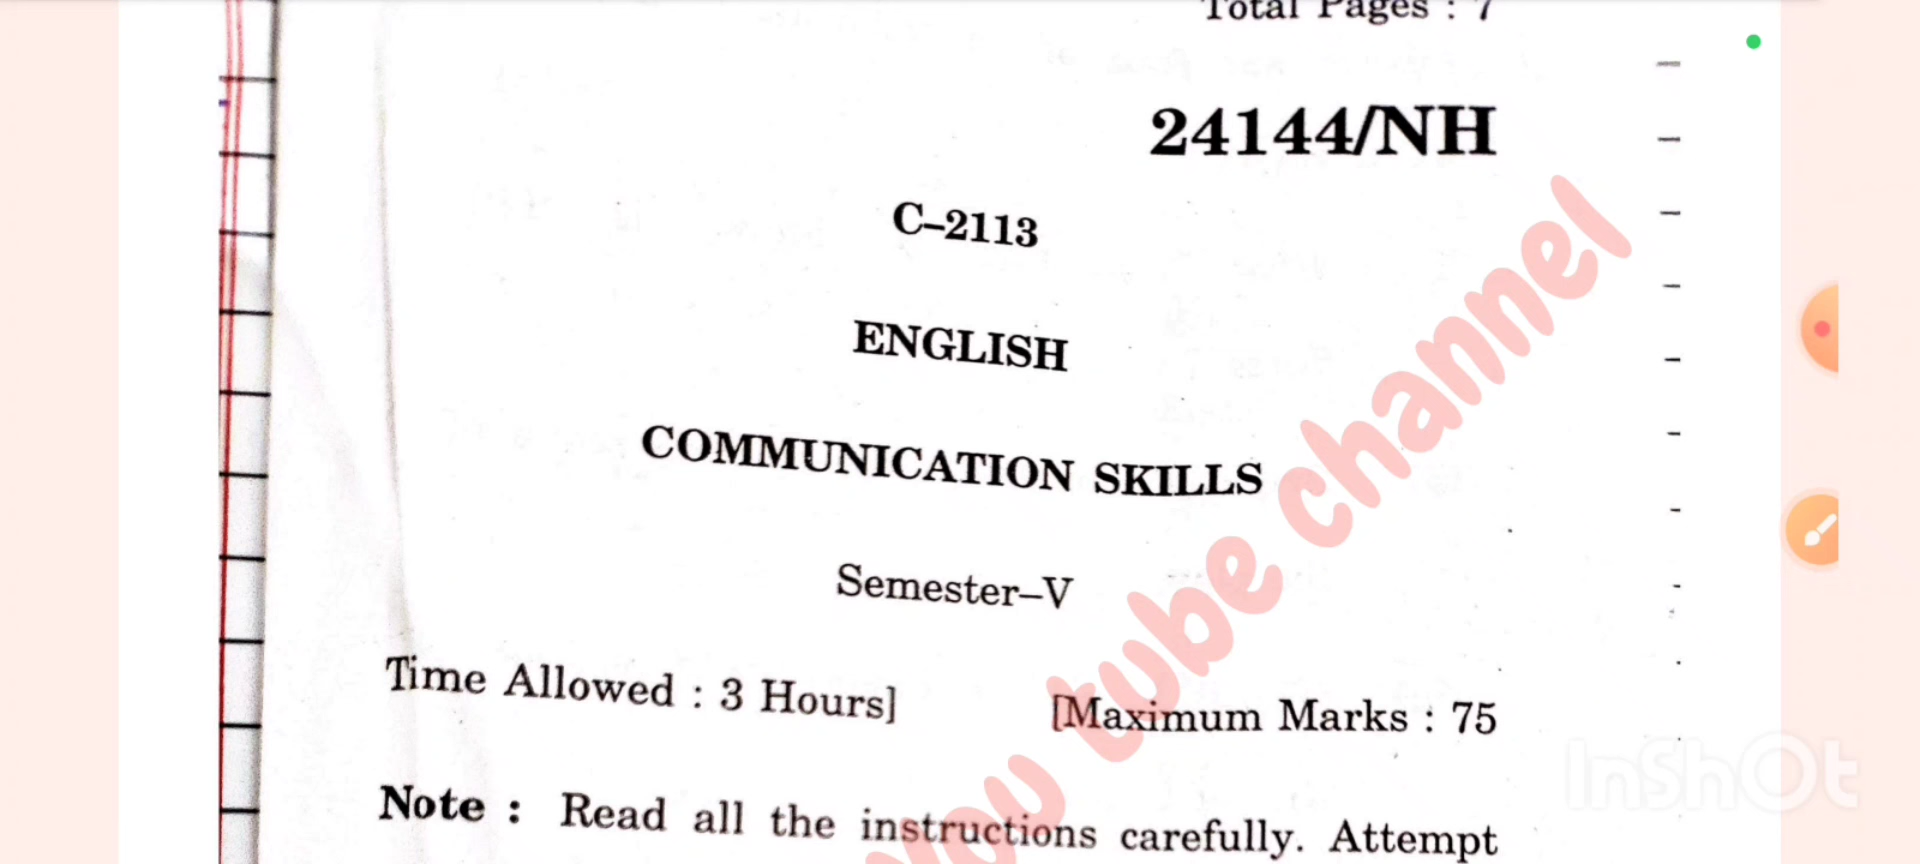 Total Pages : 7
24144/NH
C–2113
ENGLISH
COMMUNICATION SKILLS
Semester–V
Time Allowed : 3 Hours] [Maximum Marks : 75
Note : Read all the instructions carefully. Attempt
you tube channel
InShOt